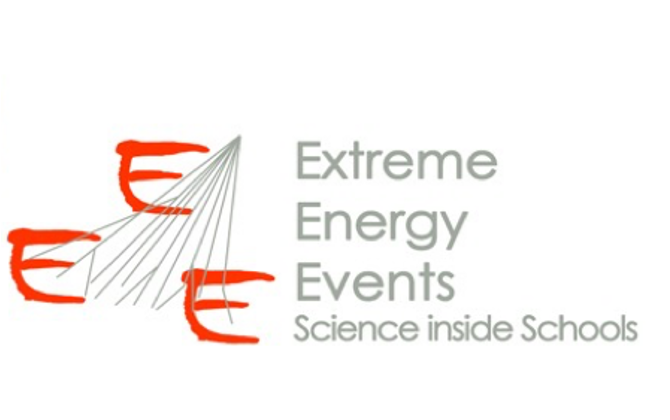 E
E
E
Extreme
Energy
Events
Science inside Schools